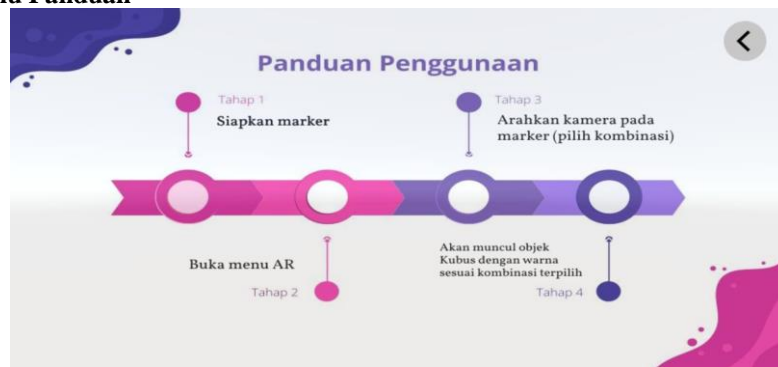 Panduan Penggunaan
Tahap 1
Siapkan marker
Tahap 3
Arahkan kamera pada
marker (pilih kombinasi)
Buka menu AR
Tahap 2
Akan muncul objek
Kubus dengan warna
sesuai kombinasi terpilih
Tahap 4